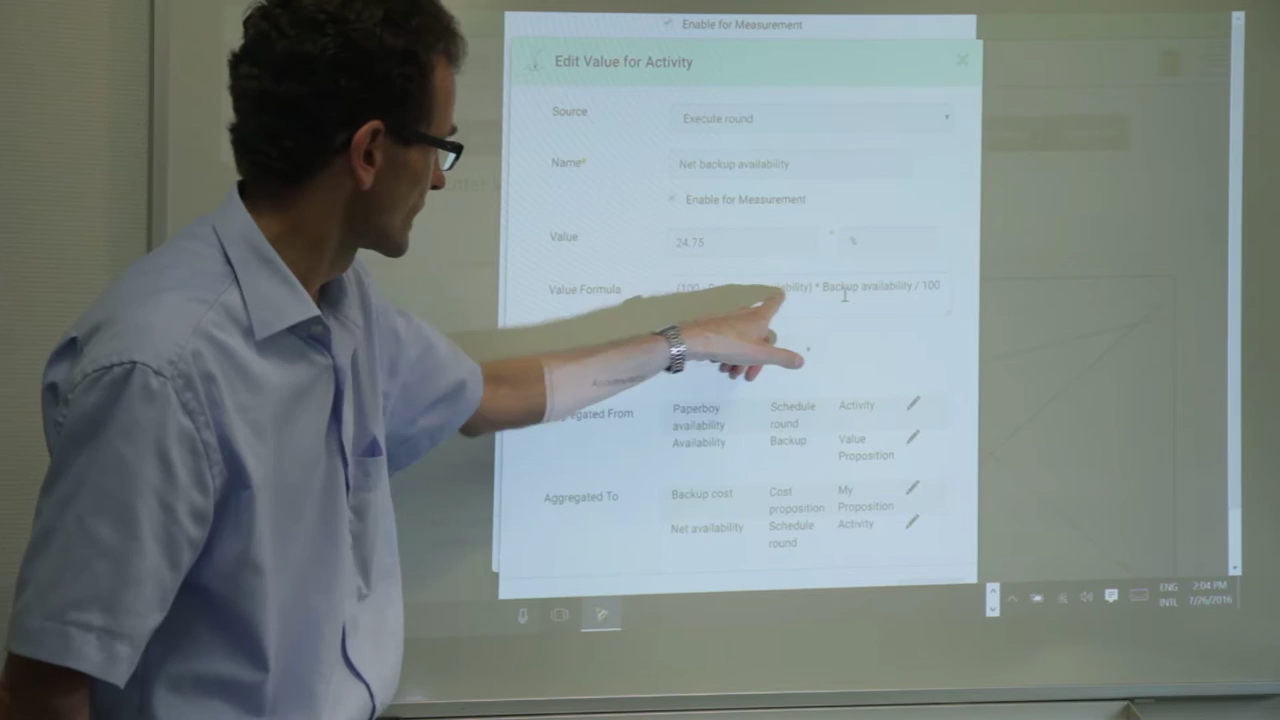 Enable for Measurement
Edit Value for Activity
Source
Execute round
Name*
Net backup availability
Enable for Measurement
Value
24.75
%
Value Formula
(100 - ability) * Backup availability / 100
Aggregated From
Paperboy availability
Schedule round
Activity
Availability
Backup
Value Proposition
Aggregated To
Backup cost
Cost proposition
My Proposition
Net availability
Schedule round
Activity
ENG
INTL
2:04 PM
7/26/2016